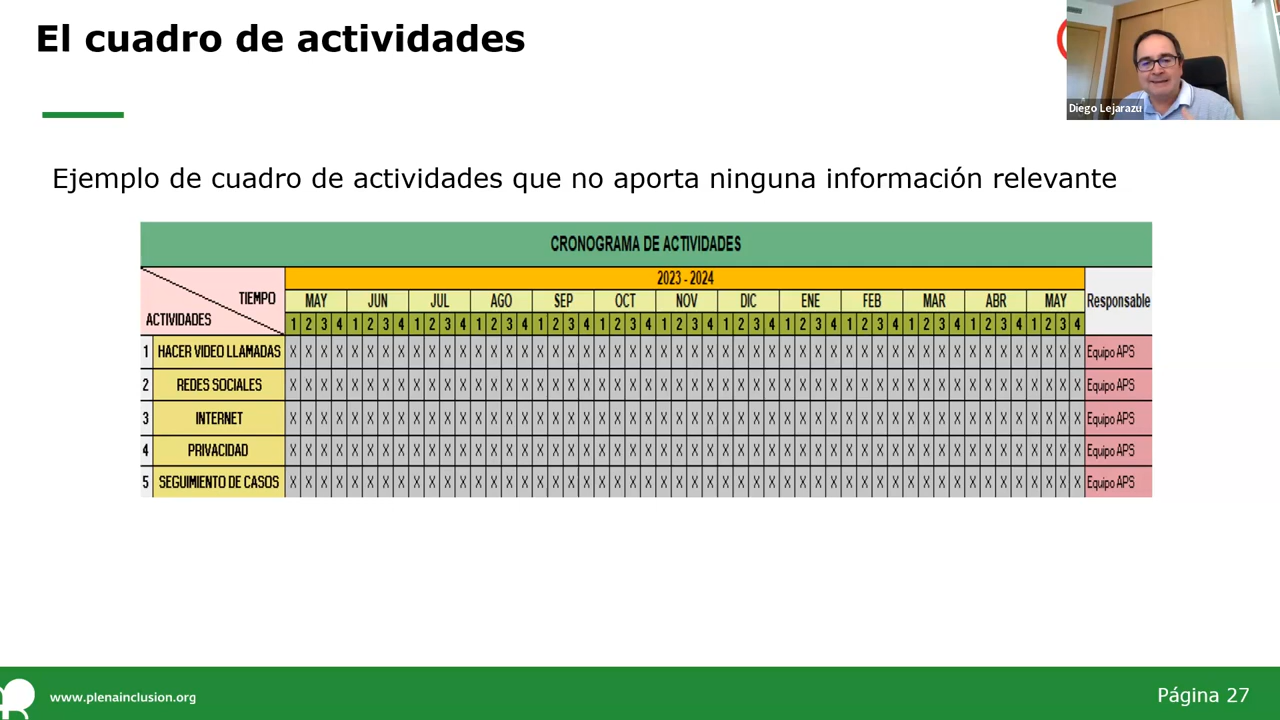 El cuadro de actividades
Diego Lejarazu
Ejemplo de cuadro de actividades que no aporta ninguna información relevante
CRONOGRAMA DE ACTIVIDADES
TIEMPO
ACTIVIDADES
2023 - 2024
Responsable
MAY JUN JUL AGO SEP OCT NOV DIC ENE FEB MAR ABR MAY
1 2 3 4 1 2 3 4 1 2 3 4 1 2 3 4 1 2 3 4 1 2 3 4 1 2 3 4 1 2 3 4 1 2 3 4 1 2 3 4 1 2 3 4 1 2 3 4 1 2 3 4
1 HACER VIDEO LLAMADAS X X X X X X X X X X X X X X X X X X X X X X X X X X X X X X X X X X X X X X X X X X X X X X X X X X X X Equipo APS
2 REDES SOCIALES X X X X X X X X X X X X X X X X X X X X X X X X X X X X X X X X X X X X X X X X X X X X X X X X X X X X Equipo APS
3 INTERNET X X X X X X X X X X X X X X X X X X X X X X X X X X X X X X X X X X X X X X X X X X X X X X X X X X X X Equipo APS
4 PRIVACIDAD X X X X X X X X X X X X X X X X X X X X X X X X X X X X X X X X X X X X X X X X X X X X X X X X X X X X Equipo APS
5 SEGUIMIENTO DE CASOS X X X X X X X X X X X X X X X X X X X X X X X X X X X X X X X X X X X X X X X X X X X X X X X X X X X X Equipo APS
www.plenainclusion.org
Página 27